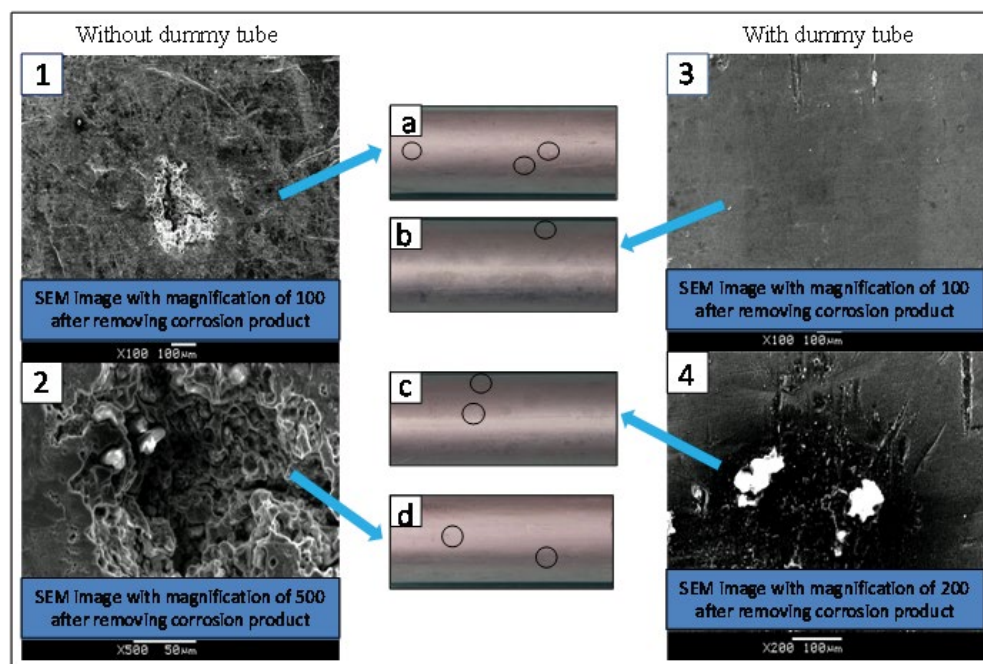 Without dummy tube
With dummy tube
1
SEM image with magnification of 100
after removing corrosion product
X100 100µm
2
SEM image with magnification of 500
after removing corrosion product
X500 50µm
a
b
c
d
3
SEM image with magnification of 100
after removing corrosion product
X100 100µm
4
SEM image with magnification of 200
after removing corrosion product
X200 100µm